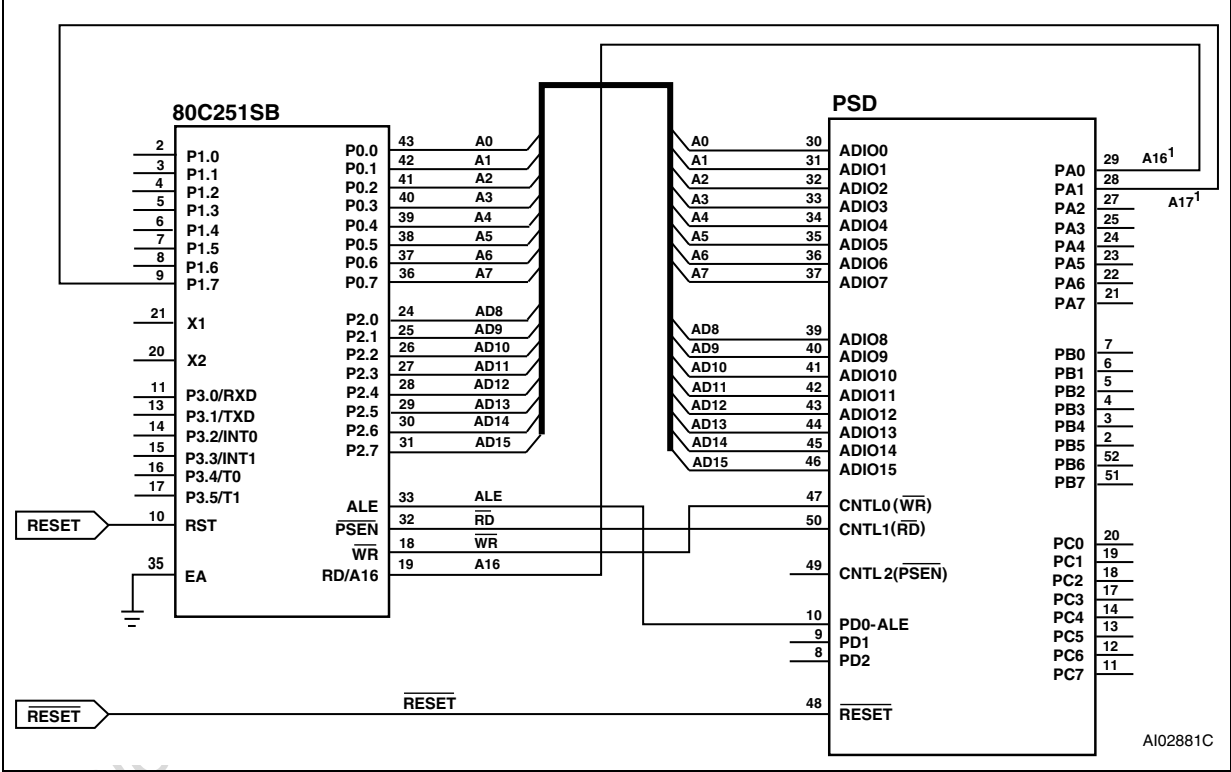 80C251SB
2 P1.0
3 P1.1
4 P1.2
5 P1.3
6 P1.4
7 P1.5
8 P1.6
9 P1.7
21 X1
20 X2
11 P3.0/RXD
13 P3.1/TXD
14 P3.2/INT0
15 P3.3/INT1
16 P3.4/T0
17 P3.5/T1
RESET 10 RST
35 EA
P0.0 43 A0
P0.1 42 A1
P0.2 41 A2
P0.3 40 A3
P0.4 39 A4
P0.5 38 A5
P0.6 37 A6
P0.7 36 A7
P2.0 24 AD8
P2.1 25 AD9
P2.2 26 AD10
P2.3 27 AD11
P2.4 28 AD12
P2.5 29 AD13
P2.6 30 AD14
P2.7 31 AD15
ALE 33 ALE
PSEN 32 RD
WR 18 WR
RD/A16 19 A16
PSD
A0 30 ADIO0
A1 31 ADIO1
A2 32 ADIO2
A3 33 ADIO3
A4 34 ADIO4
A5 35 ADIO5
A6 36 ADIO6
A7 37 ADIO7
AD8 39 ADIO8
AD9 40 ADIO9
AD10 41 ADIO10
AD11 42 ADIO11
AD12 43 ADIO12
AD13 44 ADIO13
AD14 45 ADIO14
AD15 46 ADIO15
47 CNTL0(WR)
50 CNTL1(RD)
49 CNTL2(PSEN)
10 PD0-ALE
9 PD1
8 PD2
RESET RESET 48 RESET
PA0 29 A16¹
PA1 28 A17¹
PA2 27
PA3 25
PA4 24
PA5 23
PA6 22
PA7 21
PB0 7
PB1 6
PB2 5
PB3 4
PB4 3
PB5 2
PB6 52
PB7 51
PC0 20
PC1 19
PC2 18
PC3 17
PC4 14
PC5 13
PC6 12
PC7 11
AI02881C